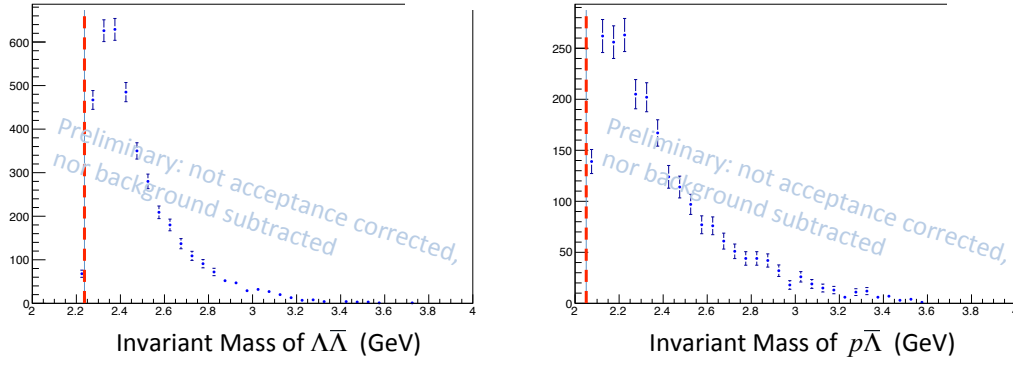 600
500
400
300
200
100
0
2 2.2 2.4 2.6 2.8 3 3.2 3.4 3.6 3.8 4
Preliminary: not acceptance corrected,
nor background subtracted
Invariant Mass of ΛΛ̅ (GeV)
250
200
150
100
50
0
2 2.2 2.4 2.6 2.8 3 3.2 3.4 3.6 3.8 4
Preliminary: not acceptance corrected,
nor background subtracted
Invariant Mass of pΛ̅ (GeV)